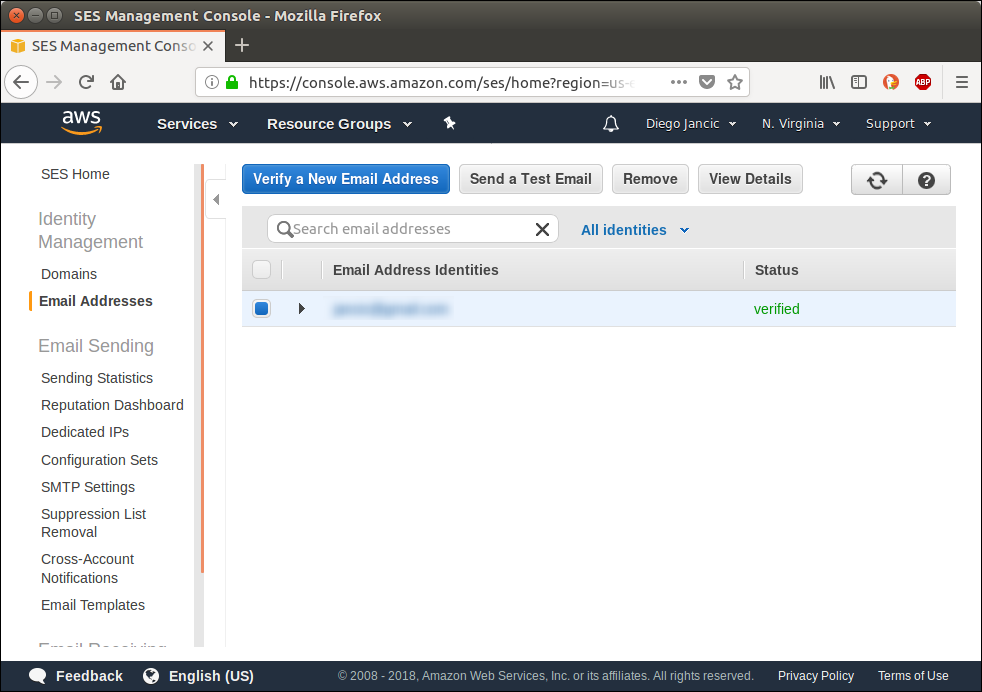 SES Management Console - Mozilla Firefox
SES Management Conso
https://console.aws.amazon.com/ses/home?region=us-
ABP
aws Services Resource Groups Diego Jancic N. Virginia Support
SES Home
Identity
Management
Domains
Email Addresses
Email Sending
Sending Statistics
Reputation Dashboard
Dedicated IPs
Configuration Sets
SMTP Settings
Suppression List
Removal
Cross-Account
Notifications
Email Templates
Email Receiving
Verify a New Email Address Send a Test Email Remove View Details
Search email addresses All identities
Email Address Identities Status
verified
Feedback English (US) © 2008 - 2018, Amazon Web Services, Inc. or its affiliates. All rights reserved. Privacy Policy Terms of Use